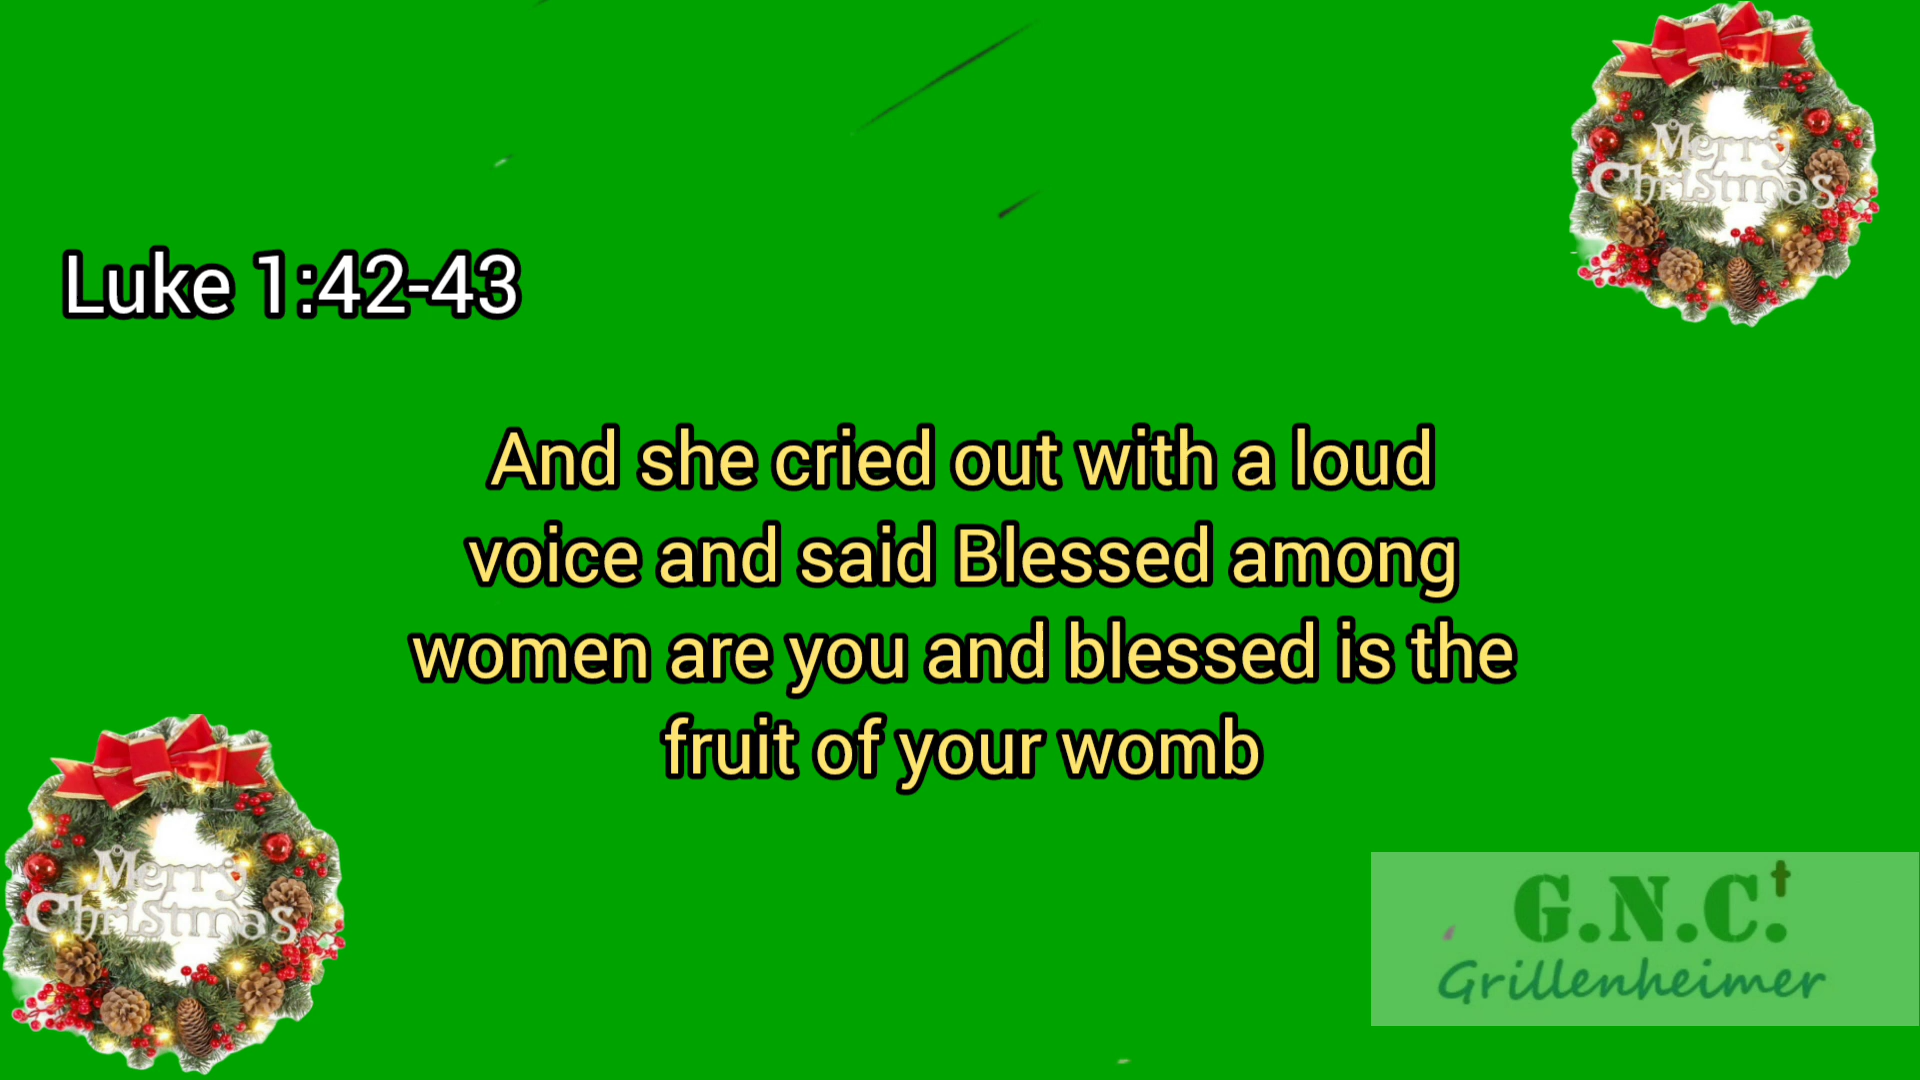 Merry
Christmas
Luke 1:42-43
And she cried out with a loud
voice and said Blessed among
women are you and blessed is the
fruit of your womb
Merry
Christmas
G.N.C.
Grillenheimer